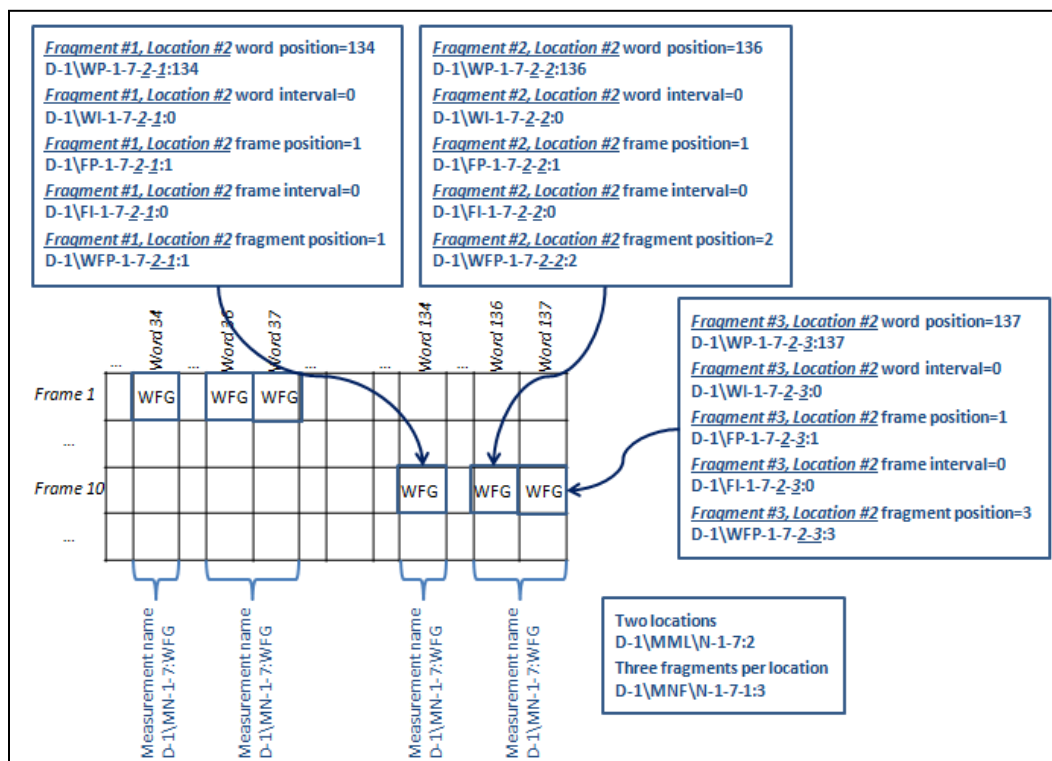 Fragment #1, Location #2 word position=134
D-1\WP-1-7-2-1:134
Fragment #1, Location #2 word interval=0
D-1\WI-1-7-2-1:0
Fragment #1, Location #2 frame position=1
D-1\FP-1-7-2-1:1
Fragment #1, Location #2 frame interval=0
D-1\FI-1-7-2-1:0
Fragment #1, Location #2 fragment position=1
D-1\WFP-1-7-2-1:1
Fragment #2, Location #2 word position=136
D-1\WP-1-7-2-2:136
Fragment #2, Location #2 word interval=0
D-1\WI-1-7-2-2:0
Fragment #2, Location #2 frame position=1
D-1\FP-1-7-2-2:1
Fragment #2, Location #2 frame interval=0
D-1\FI-1-7-2-2:0
Fragment #2, Location #2 fragment position=2
D-1\WFP-1-7-2-2:2
Fragment #3, Location #2 word position=137
D-1\WP-1-7-2-3:137
Fragment #3, Location #2 word interval=0
D-1\WI-1-7-2-3:0
Fragment #3, Location #2 frame position=1
D-1\FP-1-7-2-3:1
Fragment #3, Location #2 frame interval=0
D-1\FI-1-7-2-3:0
Fragment #3, Location #2 fragment position=3
D-1\WFP-1-7-2-3:3
... Word 34 ... Word 36 Word 37 ... ... Word 134 ... Word 136 Word 137
Frame 1 WFG WFG WFG
...
Frame 10 WFG WFG WFG
...
Measurement name
D-1\MN-1-7:WFG
Measurement name
D-1\MN-1-7:WFG
Measurement name
D-1\MN-1-7:WFG
Measurement name
D-1\MN-1-7:WFG
Two locations
D-1\MML\N-1-7:2
Three fragments per location
D-1\MNF\N-1-7-1:3